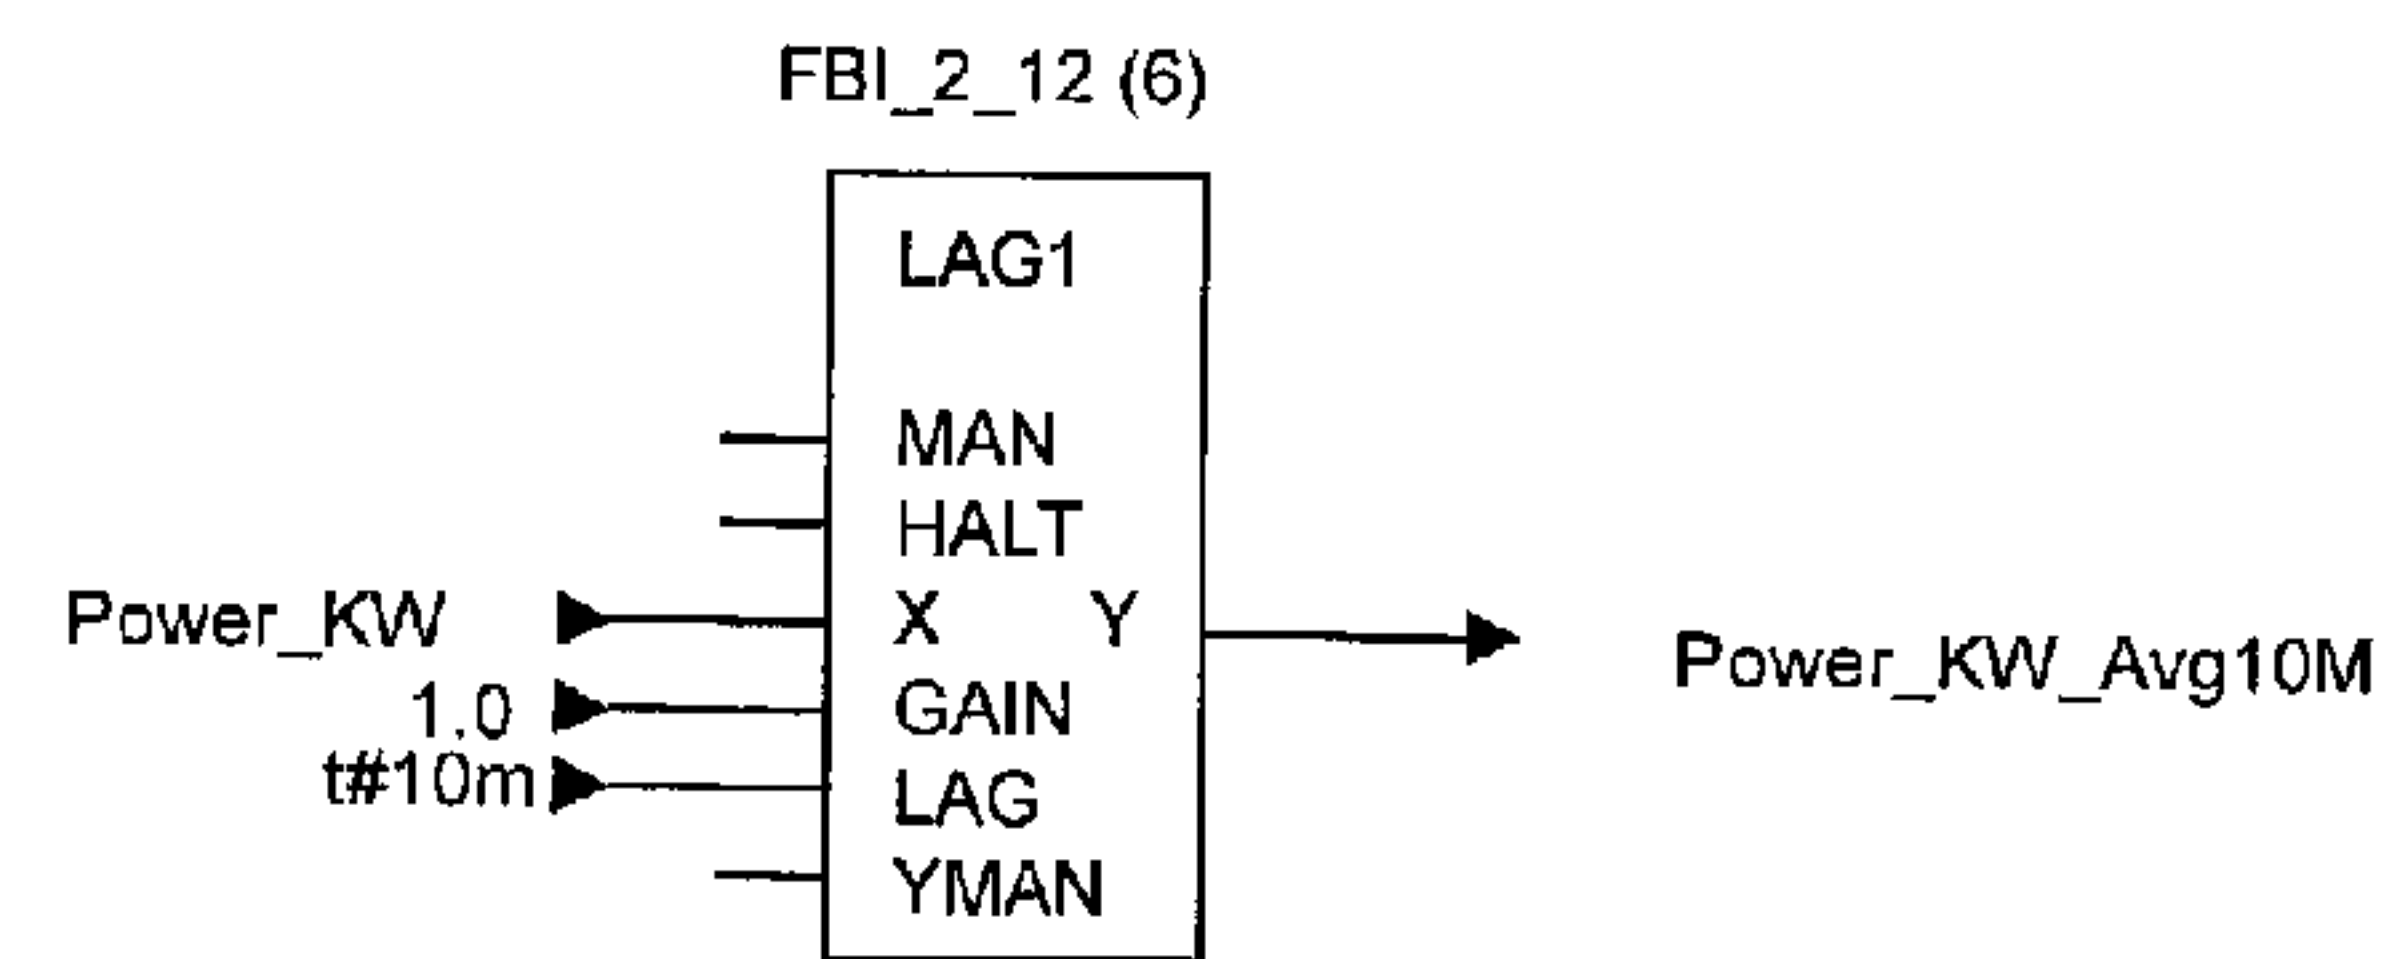 FBI_2_12 (6)
LAG1
MAN
HALT
Power_KW X Y Power_KW_Avg10M
1.0 GAIN
t#10m LAG
YMAN